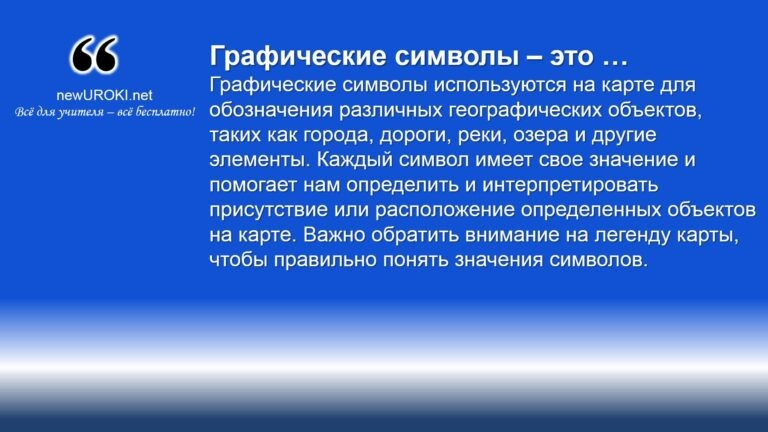 ❝
newUROKI.net
Всё для учителя – всё бесплатно!
Графические символы – это …
Графические символы используются на карте для
обозначения различных географических объектов,
таких как города, дороги, реки, озера и другие
элементы. Каждый символ имеет свое значение и
помогает нам определить и интерпретировать
присутствие или расположение определенных объектов
на карте. Важно обратить внимание на легенду карты,
чтобы правильно понять значения символов.